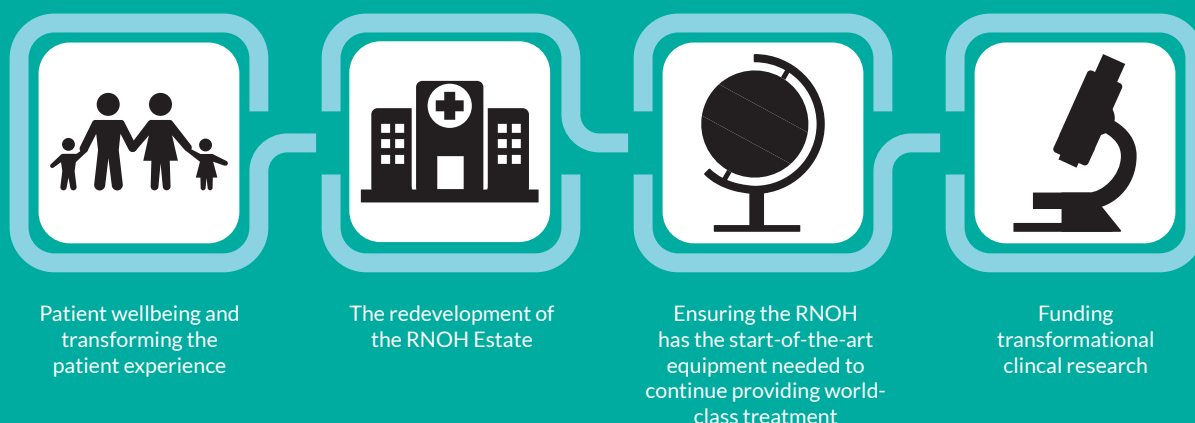 Patient wellbeing and
transforming the
patient experience
The redevelopment of
the RNOH Estate
Ensuring the RNOH
has the start-of-the-art
equipment needed to
continue providing world-
class treatment
Funding
transformational
clincal research